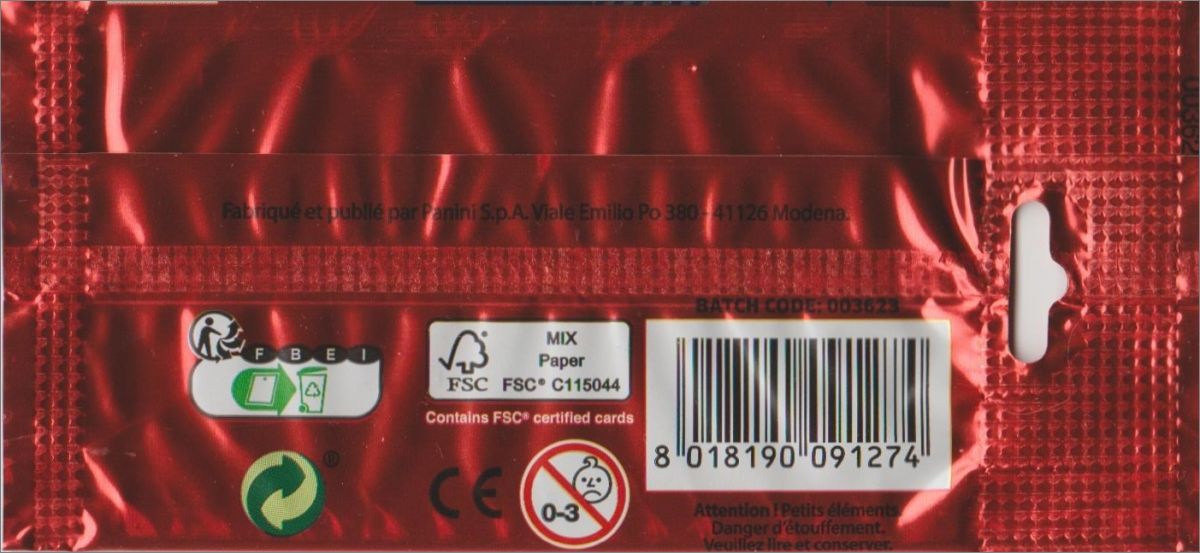 Fabriqué et publié par Panini S.p.A. Viale Emilio Po 380 - 41126 Modena.
BATCH CODE: 003623
F B E I
MIX
Paper
FSC FSC® C115044
Contains FSC® certified cards
8 018190 091274
®
CE
0-3
Attention ! Petits éléments.
Danger d'étouffement.
Veuillez lire et conserver.